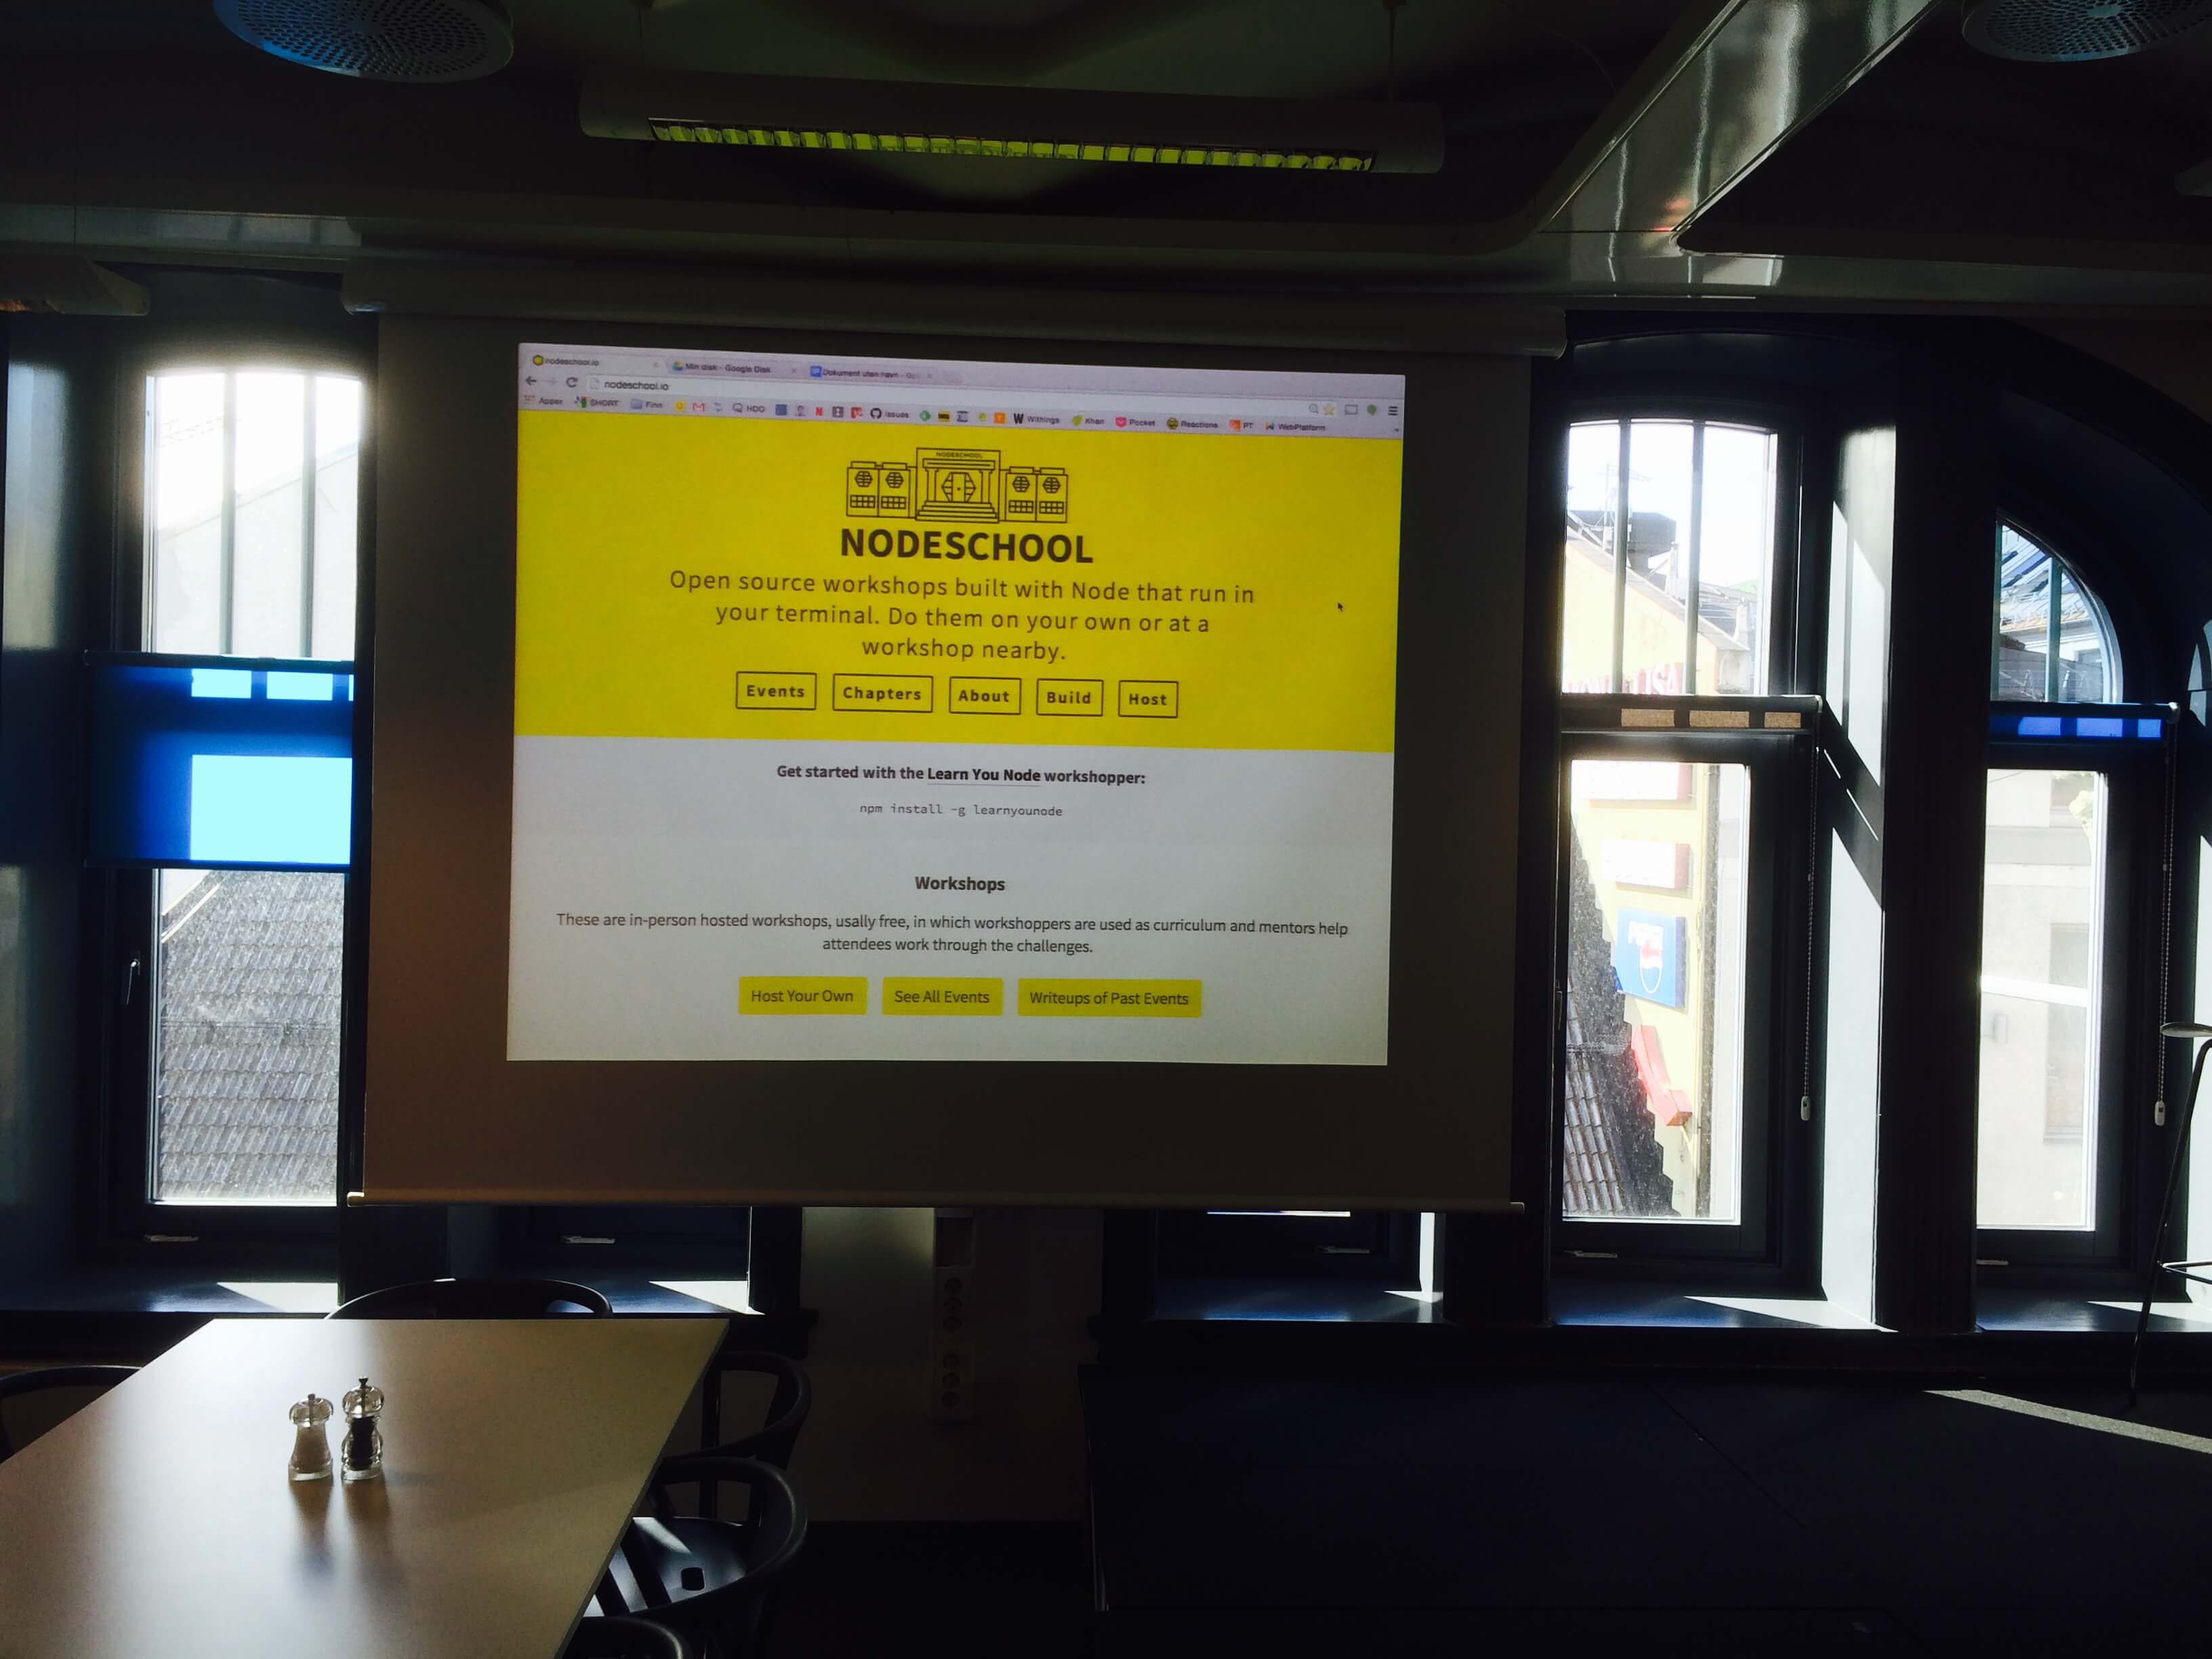 nodeschool.io
Min disk - Google Disk
Dokument uten navn -
nodeschool.io
Apper
SHORT
Finn
HDO
Issues
Withings
Khan
Pocket
Reactions
PT
WebPlatform
NODESCHOOL
NODESCHOOL
Open source workshops built with Node that run in
your terminal. Do them on your own or at a
workshop nearby.
Events
Chapters
About
Build
Host
Get started with the Learn You Node workshopper:
npm install -g learnyounode
Workshops
These are in-person hosted workshops, usally free, in which workshoppers are used as curriculum and mentors help
attendees work through the challenges.
Host Your Own
See All Events
Writeups of Past Events